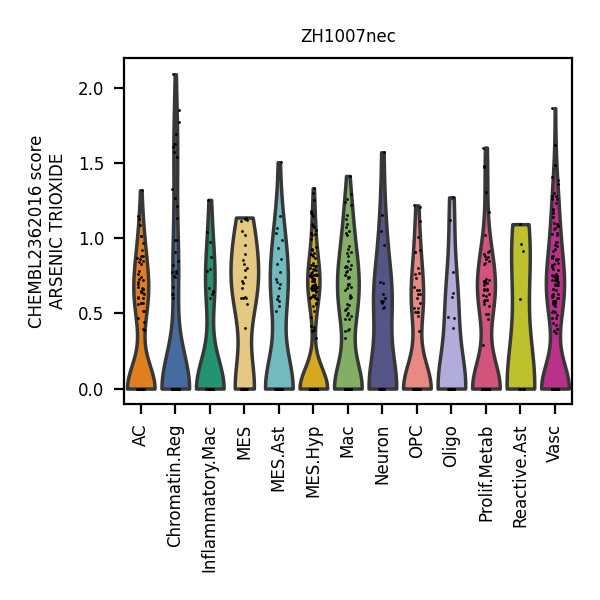 ZH1007nec
CHEMBL2362016 score
ARSENIC TRIOXIDE
2.0
1.5
1.0
0.5
0.0
AC
Chromatin.Reg
Inflammatory.Mac
MES
MES.Ast
MES.Hyp
Mac
Neuron
OPC
Oligo
Prolif.Metab
Reactive.Ast
Vasc